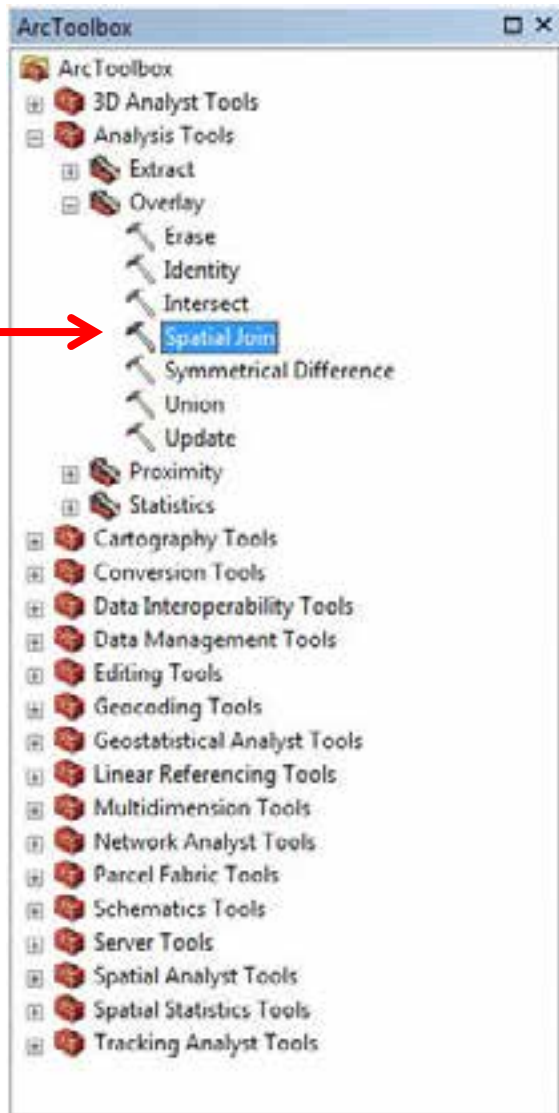 ArcToolbox
ArcToolbox
3D Analyst Tools
Analysis Tools
Extract
Overlay
Erase
Identity
Intersect
Spatial Join
Symmetrical Difference
Union
Update
Proximity
Statistics
Cartography Tools
Conversion Tools
Data Interoperability Tools
Data Management Tools
Editing Tools
Geocoding Tools
Geostatistical Analyst Tools
Linear Referencing Tools
Multidimension Tools
Network Analyst Tools
Parcel Fabric Tools
Schematics Tools
Server Tools
Spatial Analyst Tools
Spatial Statistics Tools
Tracking Analyst Tools